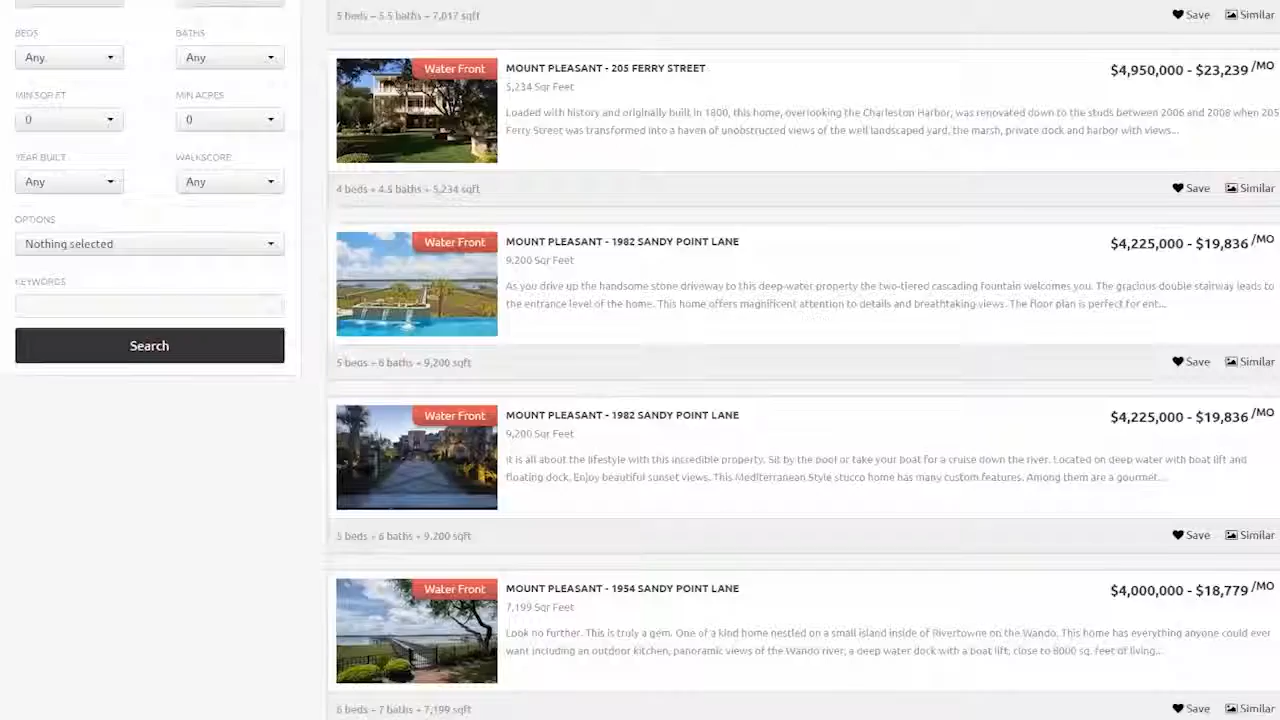 5 beds ~ 5.5 baths ~ 7,017 sqft
Save
Similar
BEDS
BATHS
Any
Any
MIN SQR FT
MIN ACRES
0
0
YEAR BUILT
WALKSCORE
Any
Any
OPTIONS
Nothing selected
KEYWORDS
Search
Water Front
MOUNT PLEASANT - 205 FERRY STREET
$4,950,000 - $23,239 /MO
5,234 Sqr Feet
Loaded with history and originally built in 1800, this home, overlooking the Charleston Harbor, was renovated down to the studs between 2006 and 2008 when 205
Ferry Street was transformed into a haven of unobstructed views of the well landscaped yard, the marsh, private dock and harbor with views...
4 beds ~ 4.5 baths ~ 5,234 sqft
Save
Similar
Water Front
MOUNT PLEASANT - 1982 SANDY POINT LANE
$4,225,000 - $19,836 /MO
9,200 Sqr Feet
As you drive up the handsome stone driveway to this deep-water property the two-tiered cascading fountain welcomes you. The gracious double stairway leads to
the entrance level of the home. This home offers magnificent attention to details and breathtaking views. The floor plan is perfect for ent...
5 beds ~ 6 baths ~ 9,200 sqft
Save
Similar
Water Front
MOUNT PLEASANT - 1982 SANDY POINT LANE
$4,225,000 - $19,836 /MO
9,200 Sqr Feet
It is all about the lifestyle with this incredible property. Sit by the pool or take your boat for a cruise down the river. Located on deep water with boat lift and
floating dock. Enjoy beautiful sunset views. This Mediterranean Style stucco home has many custom features. Among them are a gourmet...
5 beds ~ 6 baths ~ 9,200 sqft
Save
Similar
Water Front
MOUNT PLEASANT - 1954 SANDY POINT LANE
$4,000,000 - $18,779 /MO
7,199 Sqr Feet
Look no further. This is truly a gem. One of a kind home nestled on a small island inside of Rivertowne on the Wando. This home has everything anyone could ever
want including an outdoor kitchen, panoramic views of the Wando river, a deep water dock with a boat lift, close to 8000 sq. feet of living...
6 beds ~ 7 baths ~ 7,199 sqft
Save
Similar